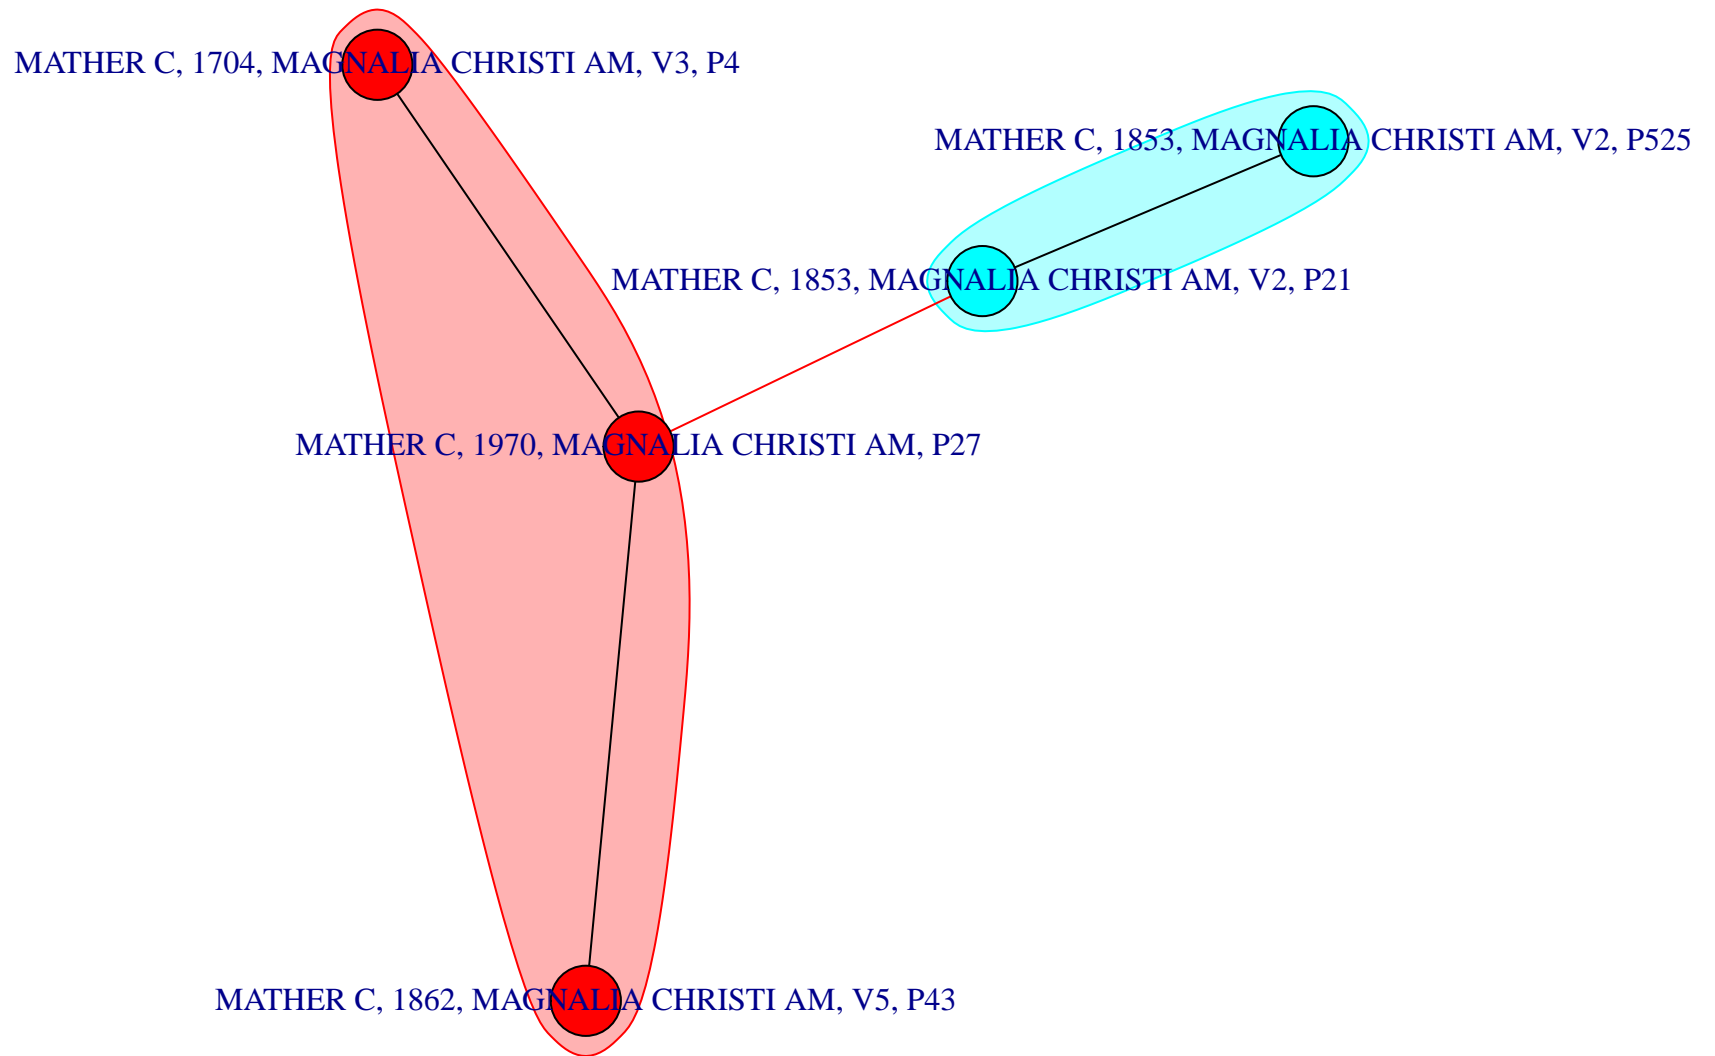 MATHER C, 1704, MAGNALIA CHRISTI AM, V3, P4
MATHER C, 1853, MAGNALIA CHRISTI AM, V2, P525
MATHER C, 1853, MAGNALIA CHRISTI AM, V2, P21
MATHER C, 1970, MAGNALIA CHRISTI AM, P27
MATHER C, 1862, MAGNALIA CHRISTI AM, V5, P43